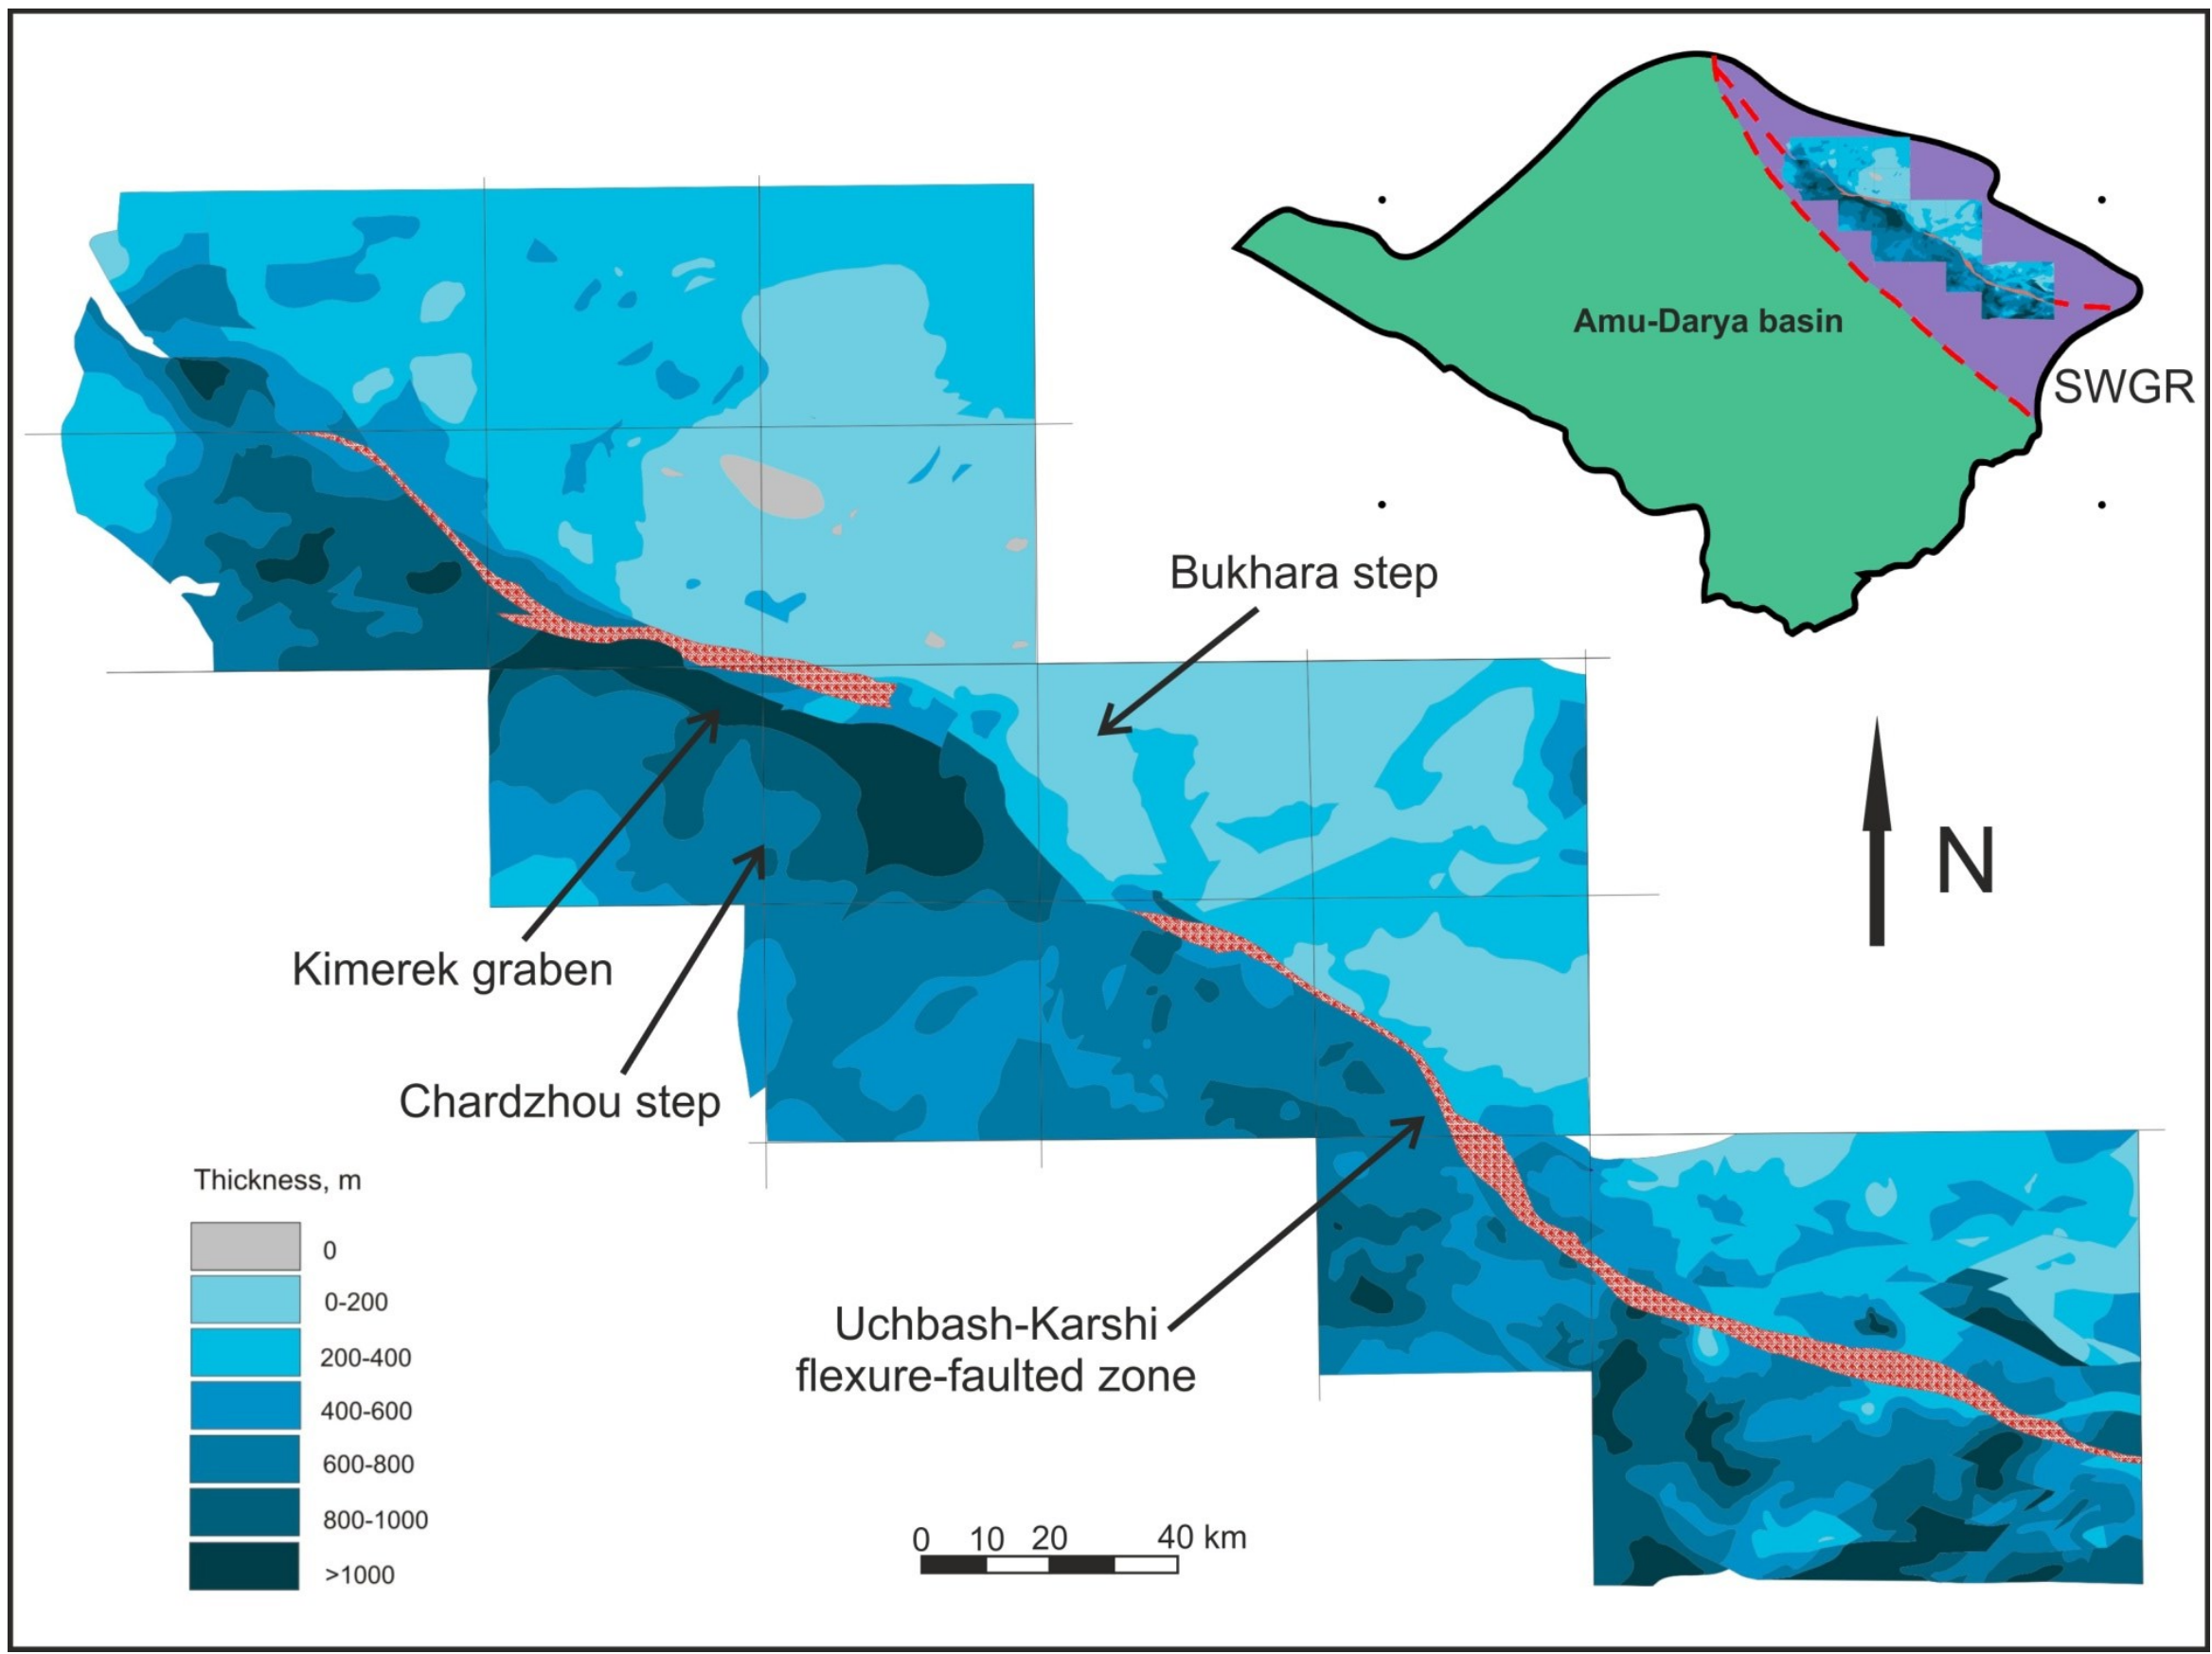 Amu-Darya basin
SWGR
Bukhara step
N
Kimerek graben
Chardzhou step
Uchbash-Karshi
flexure-faulted zone
Thickness, m
0
0-200
200-400
400-600
600-800
800-1000
>1000
0 10 20 40 km